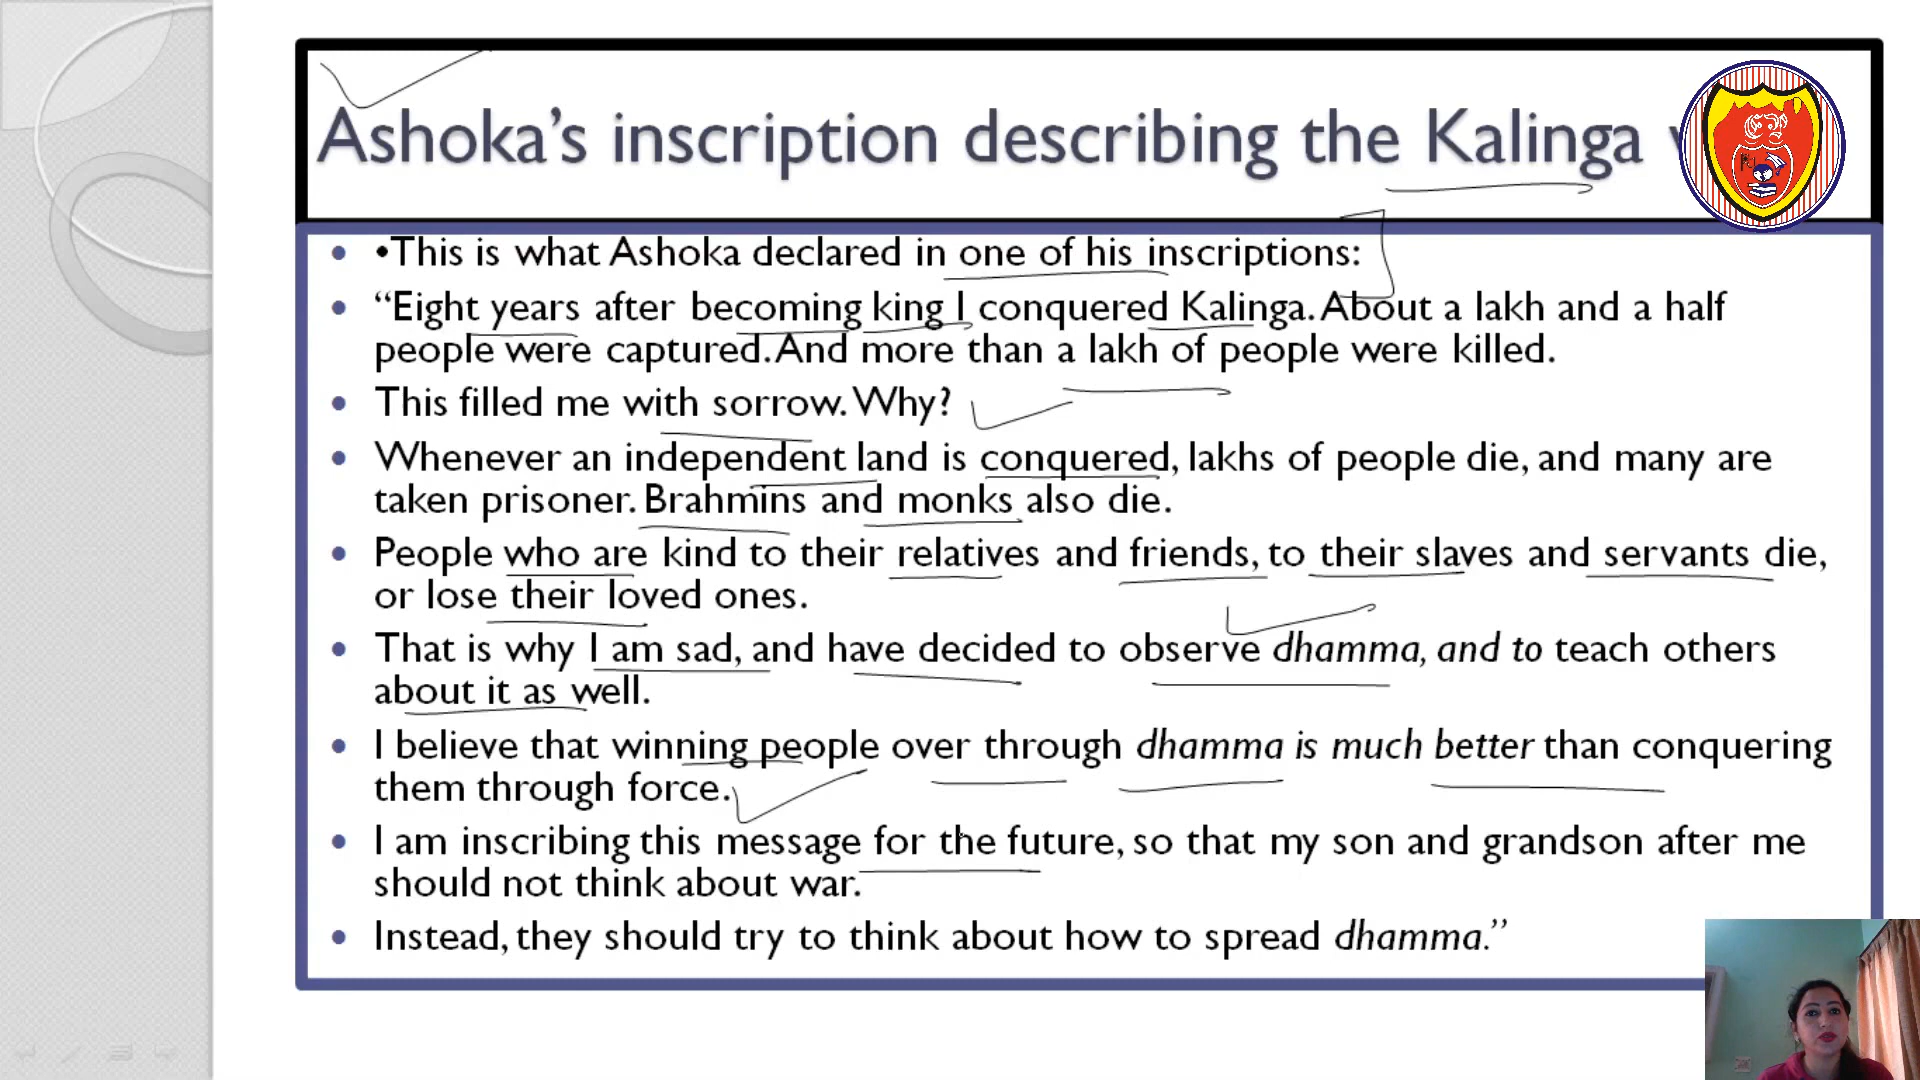 Ashoka's inscription describing the Kalinga
• •This is what Ashoka declared in one of his inscriptions:
• “Eight years after becoming king I conquered Kalinga. About a lakh and a half
people were captured. And more than a lakh of people were killed.
• This filled me with sorrow. Why?
• Whenever an independent land is conquered, lakhs of people die, and many are
taken prisoner. Brahmins and monks also die.
• People who are kind to their relatives and friends, to their slaves and servants die,
or lose their loved ones.
• That is why I am sad, and have decided to observe dhamma, and to teach others
about it as well.
• I believe that winning people over through dhamma is much better than conquering
them through force.
• I am inscribing this message for the future, so that my son and grandson after me
should not think about war.
• Instead, they should try to think about how to spread dhamma.”